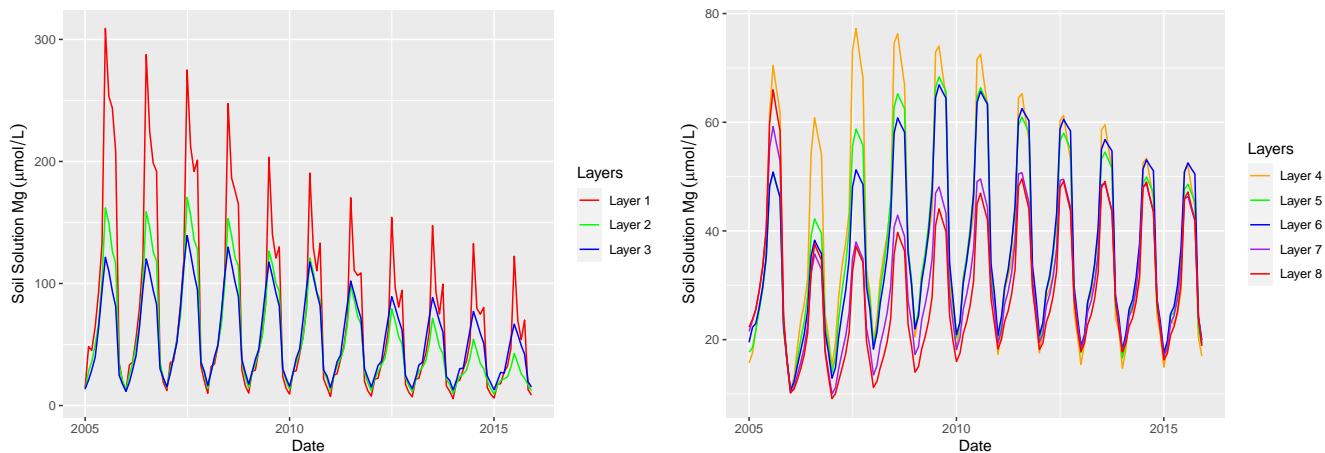 Soil Solution Mg (μmol/L)
300
200
100
0
2005
2010
2015
Date
Layers
Layer 1
Layer 2
Layer 3
Soil Solution Mg (μmol/L)
80
60
40
20
2005
2010
2015
Date
Layers
Layer 4
Layer 5
Layer 6
Layer 7
Layer 8